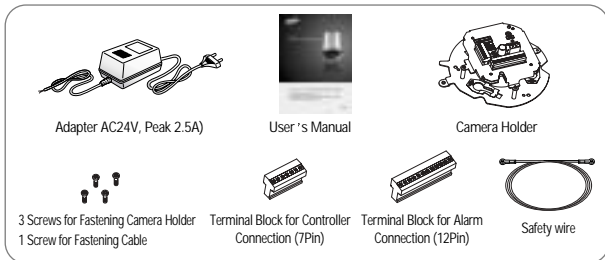 Adapter AC24V, Peak 2.5A)
User's Manual
Camera Holder
3 Screws for Fastening Camera Holder
1 Screw for Fastening Cable
Terminal Block for Controller
Connection (7Pin)
Terminal Block for Alarm
Connection (12Pin)
Safety wire